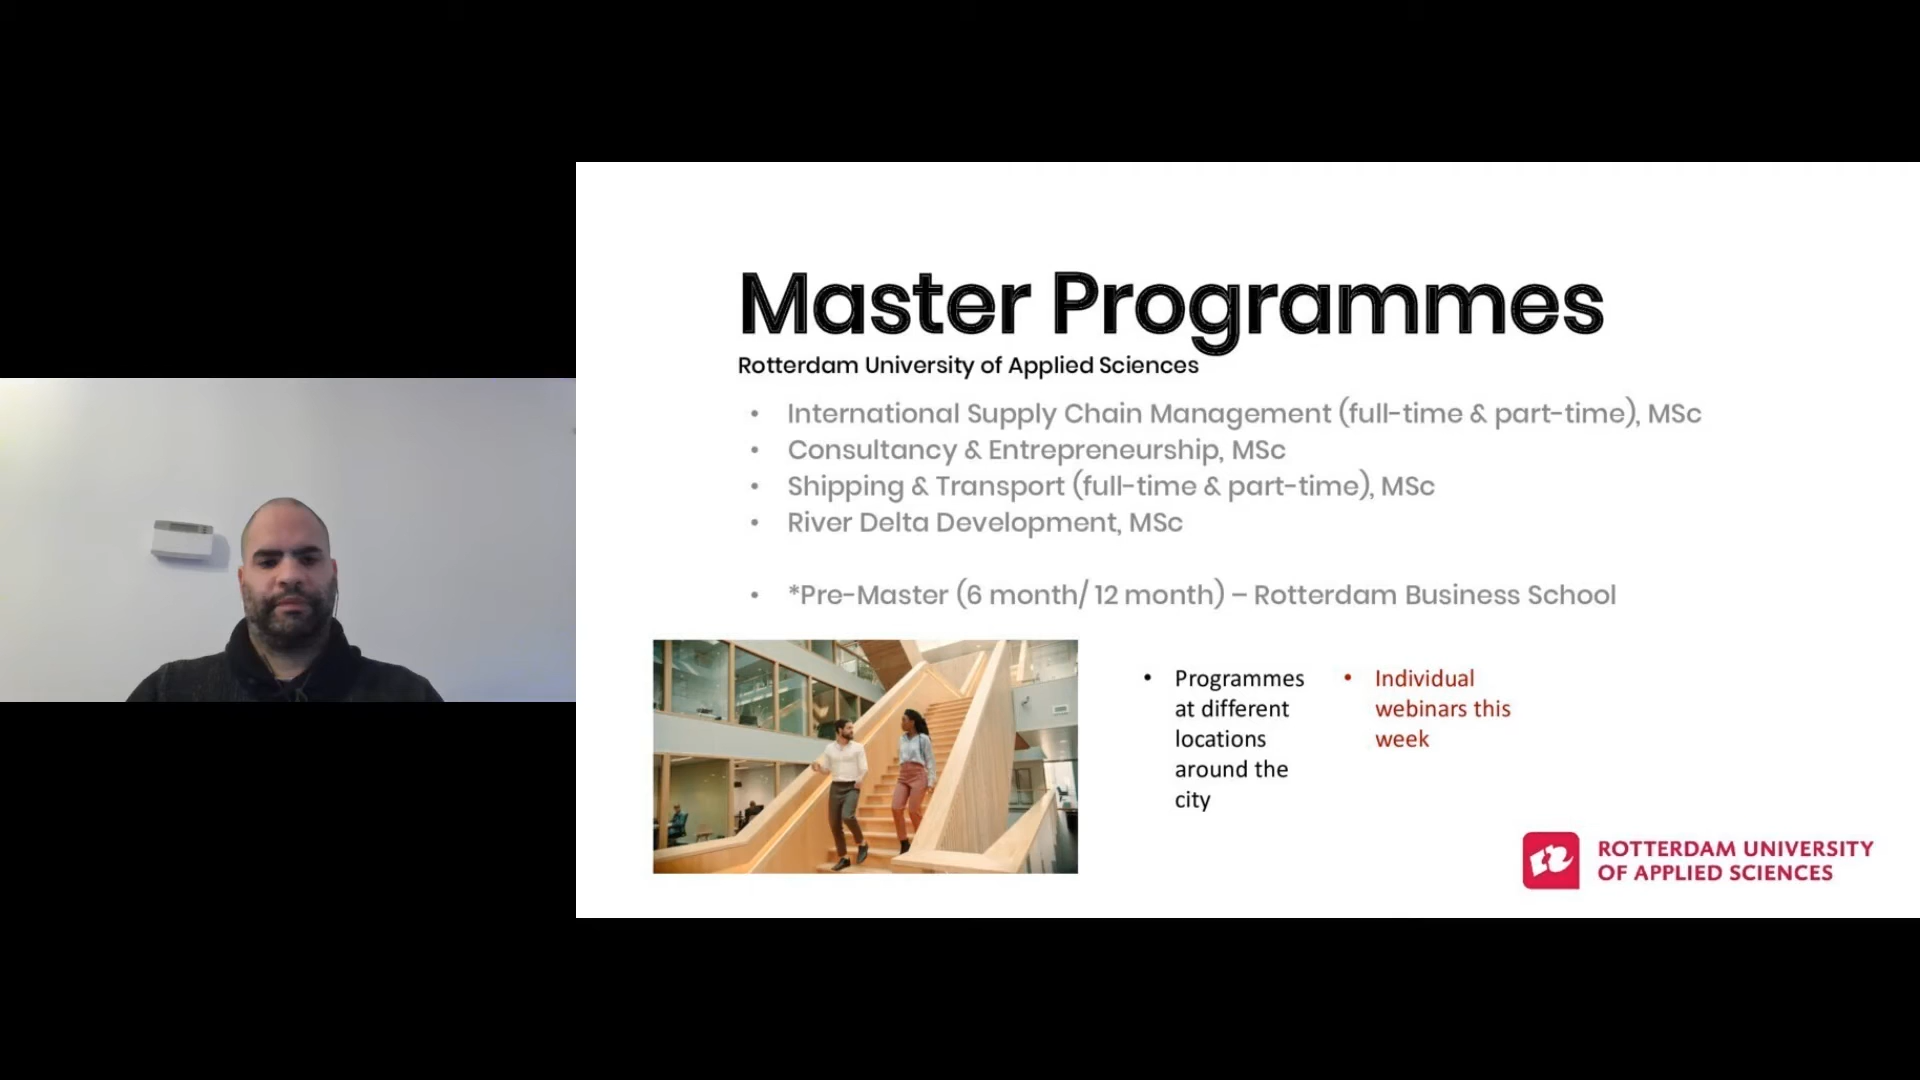 Master Programmes
Rotterdam University of Applied Sciences
• International Supply Chain Management (full-time & part-time), MSc
• Consultancy & Entrepreneurship, MSc
• Shipping & Transport (full-time & part-time), MSc
• River Delta Development, MSc
• *Pre-Master (6 month/ 12 month) – Rotterdam Business School
• Programmes
at different
locations
around the
city
• Individual
webinars this
week
ROTTERDAM UNIVERSITY
OF APPLIED SCIENCES